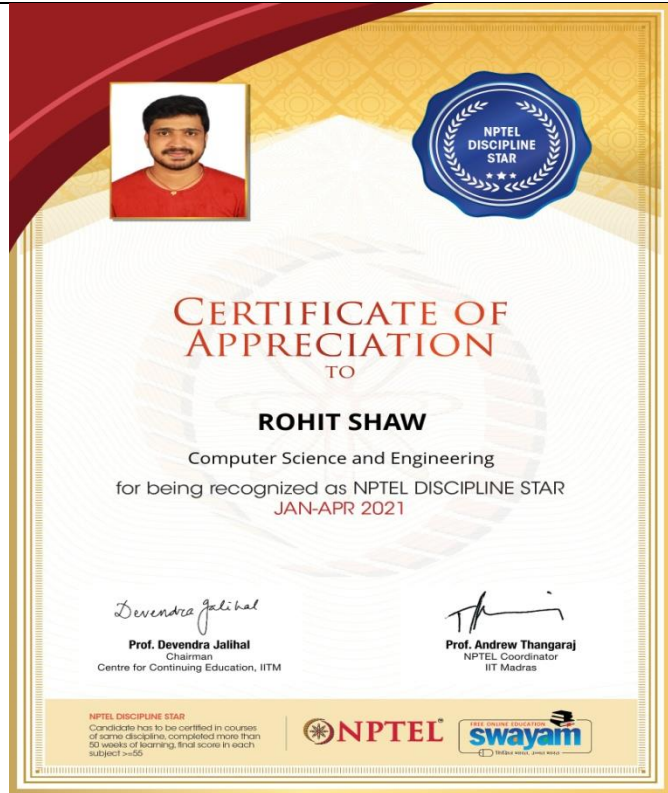 NPTEL
DISCIPLINE
STAR
CERTIFICATE OF
APPRECIATION
TO
ROHIT SHAW
Computer Science and Engineering
for being recognized as NPTEL DISCIPLINE STAR
JAN-APR 2021
Devendra Jalihal
Prof. Devendra Jalihal
Chairman
Centre for Continuing Education, IITM
Prof. Andrew Thangaraj
NPTEL Coordinator
IIT Madras
NPTEL DISCIPLINE STAR
Candidate has to be certified in courses
of same discipline, completed more than
50 weeks of learning, final score in each
subject >=55
NPTEL
FREE ONLINE EDUCATION
swayam